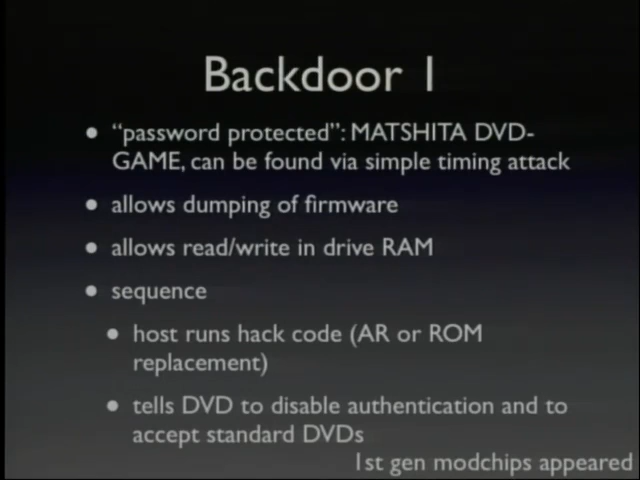 Backdoor 1
• "password protected": MATSHITA DVD-
GAME, can be found via simple timing attack
• allows dumping of firmware
• allows read/write in drive RAM
• sequence
• host runs hack code (AR or ROM
replacement)
• tells DVD to disable authentication and to
accept standard DVDs
1st gen modchips appeared